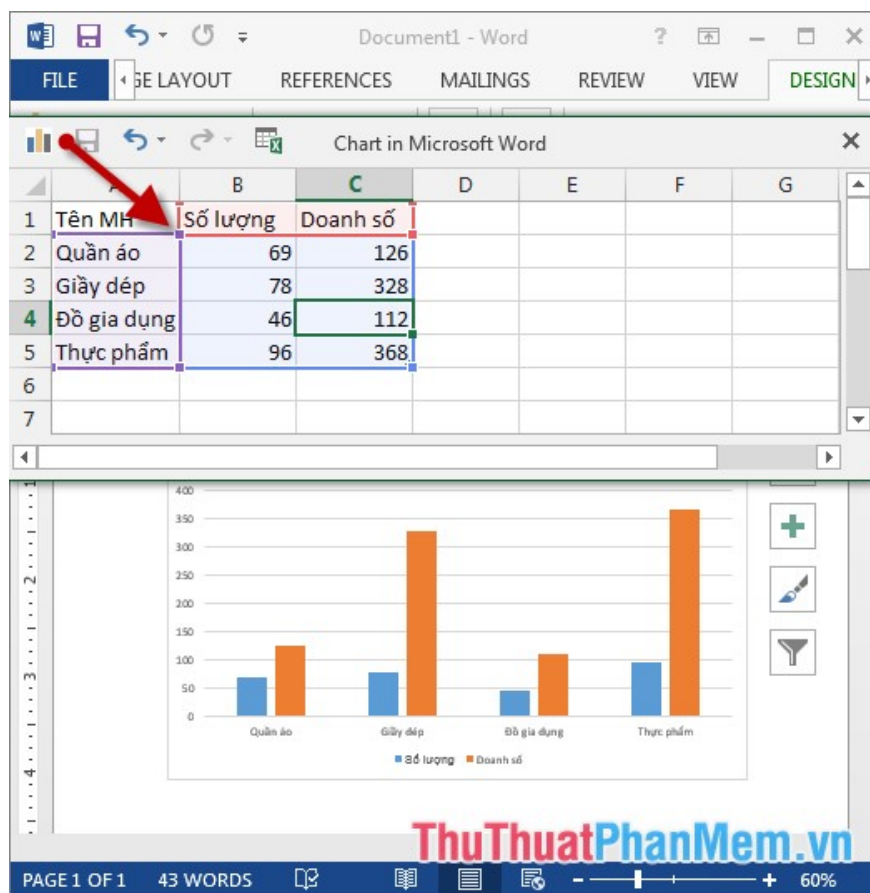 Document1 - Word
FILE GE LAYOUT REFERENCES MAILINGS REVIEW VIEW DESIGN
Chart in Microsoft Word
B C D E F G
1 Tên MH Số lượng Doanh số
2 Quần áo 69 126
3 Giầy dép 78 328
4 Đồ gia dụng 46 112
5 Thực phẩm 96 368
6
7
400
350
300
250
200
150
100
50
0
Quần áo Giầy dép Đồ gia dụng Thực phẩm
Số lượng Doanh số
2
3
4
ThuThuatPhanMem.vn
PAGE 1 OF 1 43 WORDS 60%